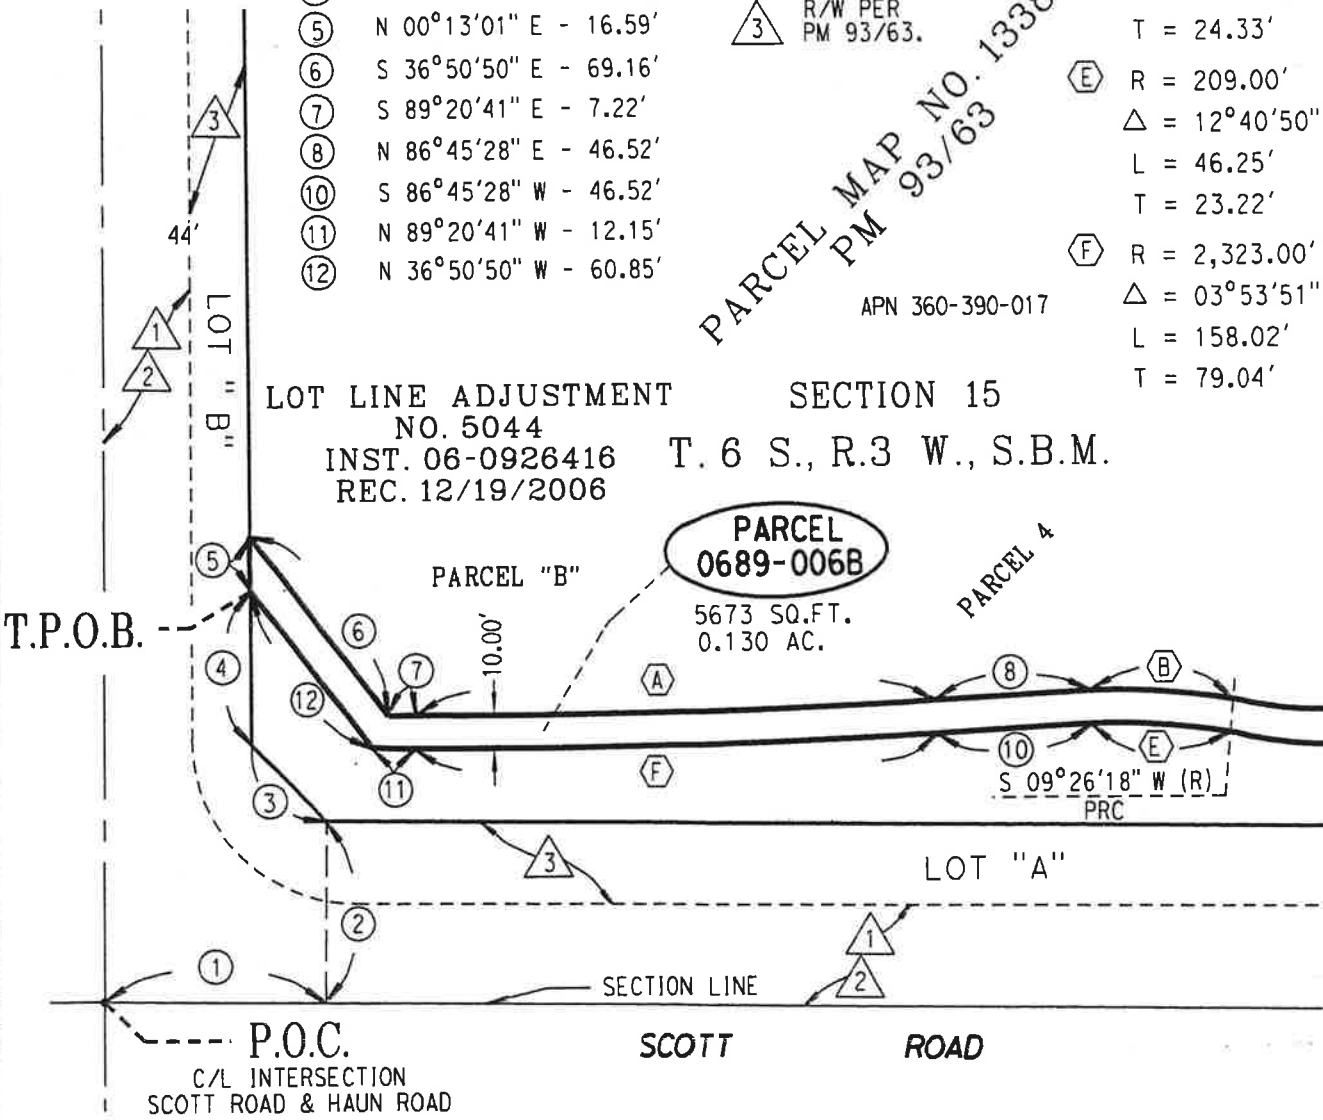 5 N 00°13'01" E - 16.59'
6 S 36°50'50" E - 69.16'
7 S 89°20'41" E - 7.22'
8 N 86°45'28" E - 46.52'
10 S 86°45'28" W - 46.52'
11 N 89°20'41" W - 12.15'
12 N 36°50'50" W - 60.85'
3 R/W PER
PM 93/63.
PARCEL MAP NO. 1338
PM 93/63
T = 24.33'
E R = 209.00'
△ = 12°40'50"
L = 46.25'
T = 23.22'
F R = 2,323.00'
△ = 03°53'51"
L = 158.02'
T = 79.04'
APN 360-390-017
3
44'
1
2
LOT "B"
LOT LINE ADJUSTMENT
NO. 5044
INST. 06-0926416
REC. 12/19/2006
SECTION 15
T. 6 S., R.3 W., S.B.M.
PARCEL
0689-006B
5673 SQ.FT.
0.130 AC.
PARCEL "B"
PARCEL 4
5
T.P.O.B.
4
6
7
10.00'
A
8
B
12
11
F
10
E
S 09°26'18" W (R)
PRC
3
3
LOT "A"
2
1
1
2
SECTION LINE
P.O.C.
C/L INTERSECTION
SCOTT ROAD & HAUN ROAD
SCOTT ROAD